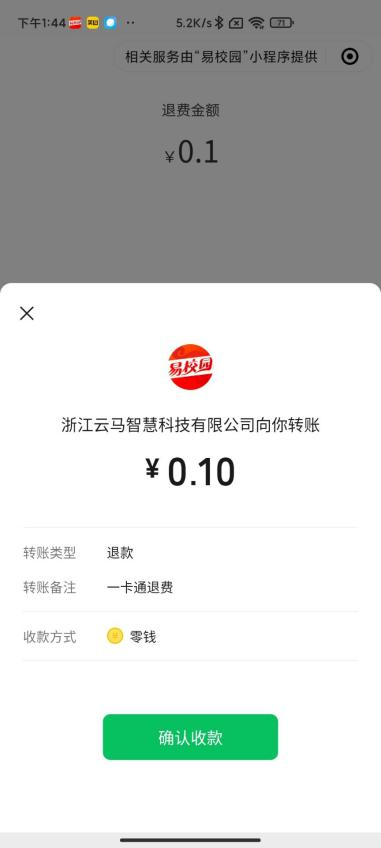 下午1:44 ·· 5.2K/s 71
相关服务由“易校园”小程序提供
退费金额
¥0.1
易校园
浙江云马智慧科技有限公司向你转账
¥0.10
转账类型 退款
转账备注 一卡通退费
收款方式 零钱
确认收款